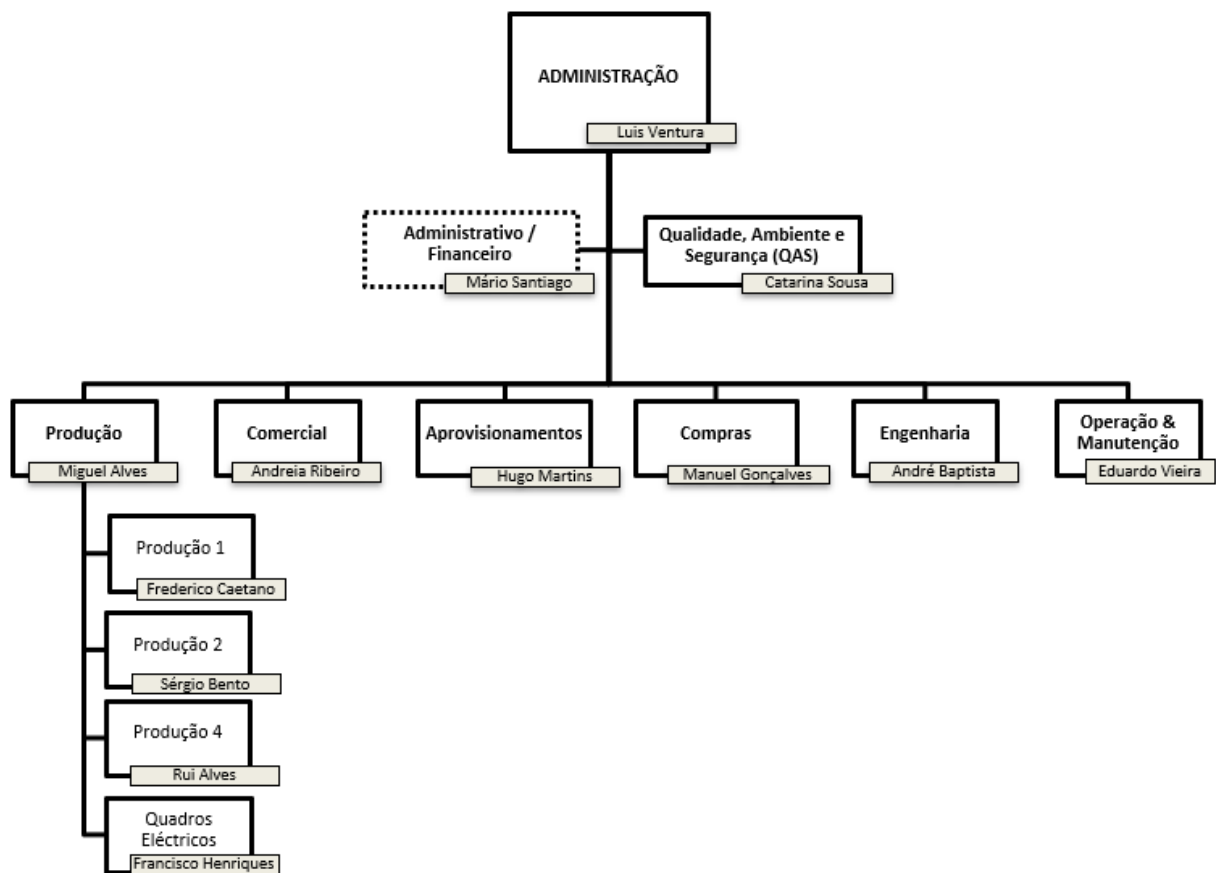 ADMINISTRAÇÃO
Luis Ventura
Administrativo /
Financeiro
Mário Santiago
Qualidade, Ambiente e
Segurança (QAS)
Catarina Sousa
Produção
Miguel Alves
Comercial
Andreia Ribeiro
Aprovisionamentos
Hugo Martins
Compras
Manuel Gonçalves
Engenharia
André Baptista
Operação &
Manutenção
Eduardo Vieira
Produção 1
Frederico Caetano
Produção 2
Sérgio Bento
Produção 4
Rui Alves
Quadros
Eléctricos
Francisco Henriques